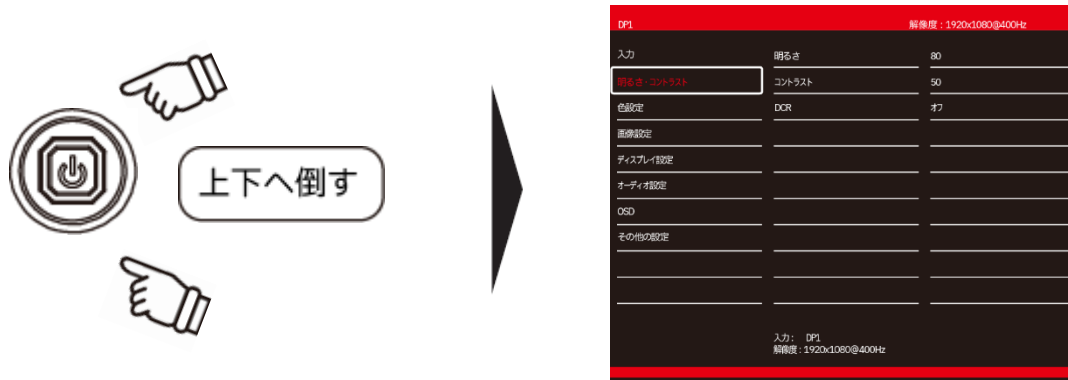 上下へ倒す
DP1 解像度：1920x1080@400Hz
入力 明るさ 80
明るさ・コントラスト コントラスト 50
色設定 DCR オフ
画像設定
ディスプレイ設定
オーディオ設定
OSD
その他の設定
入力： DP1
解像度：1920x1080@400Hz